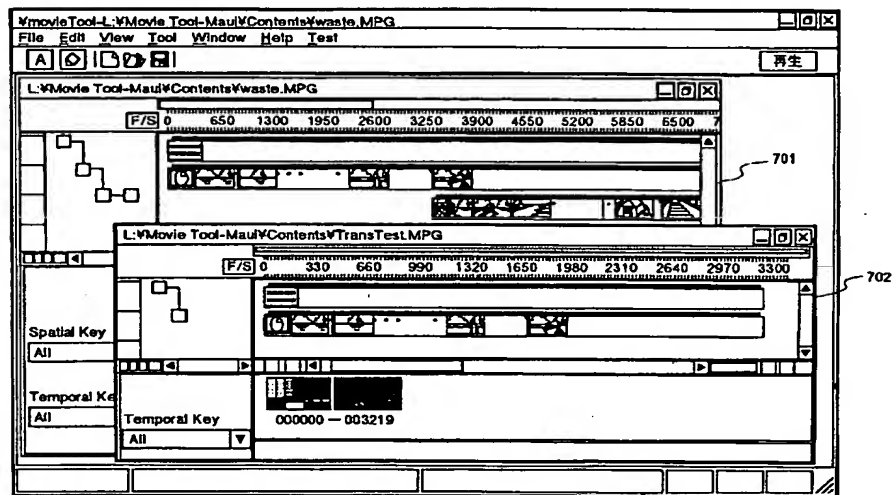 ¥movieTool-L:¥Movie Tool-Maui¥Contents¥waste.MPG
File Edit View Tool Window Help Test
A 再生
L:¥Movie Tool-Maui¥Contents¥waste.MPG
F/S 0 650 1300 1950 2600 3250 3900 4550 5200 5850 6500 7
701
L:¥Movie Tool-Maui¥Contents¥TransTest.MPG
F/S 0 330 660 990 1320 1650 1980 2310 2640 2970 3300
702
Spatial Key
All
Temporal Ke
All
Temporal Key
All
000000 — 003219